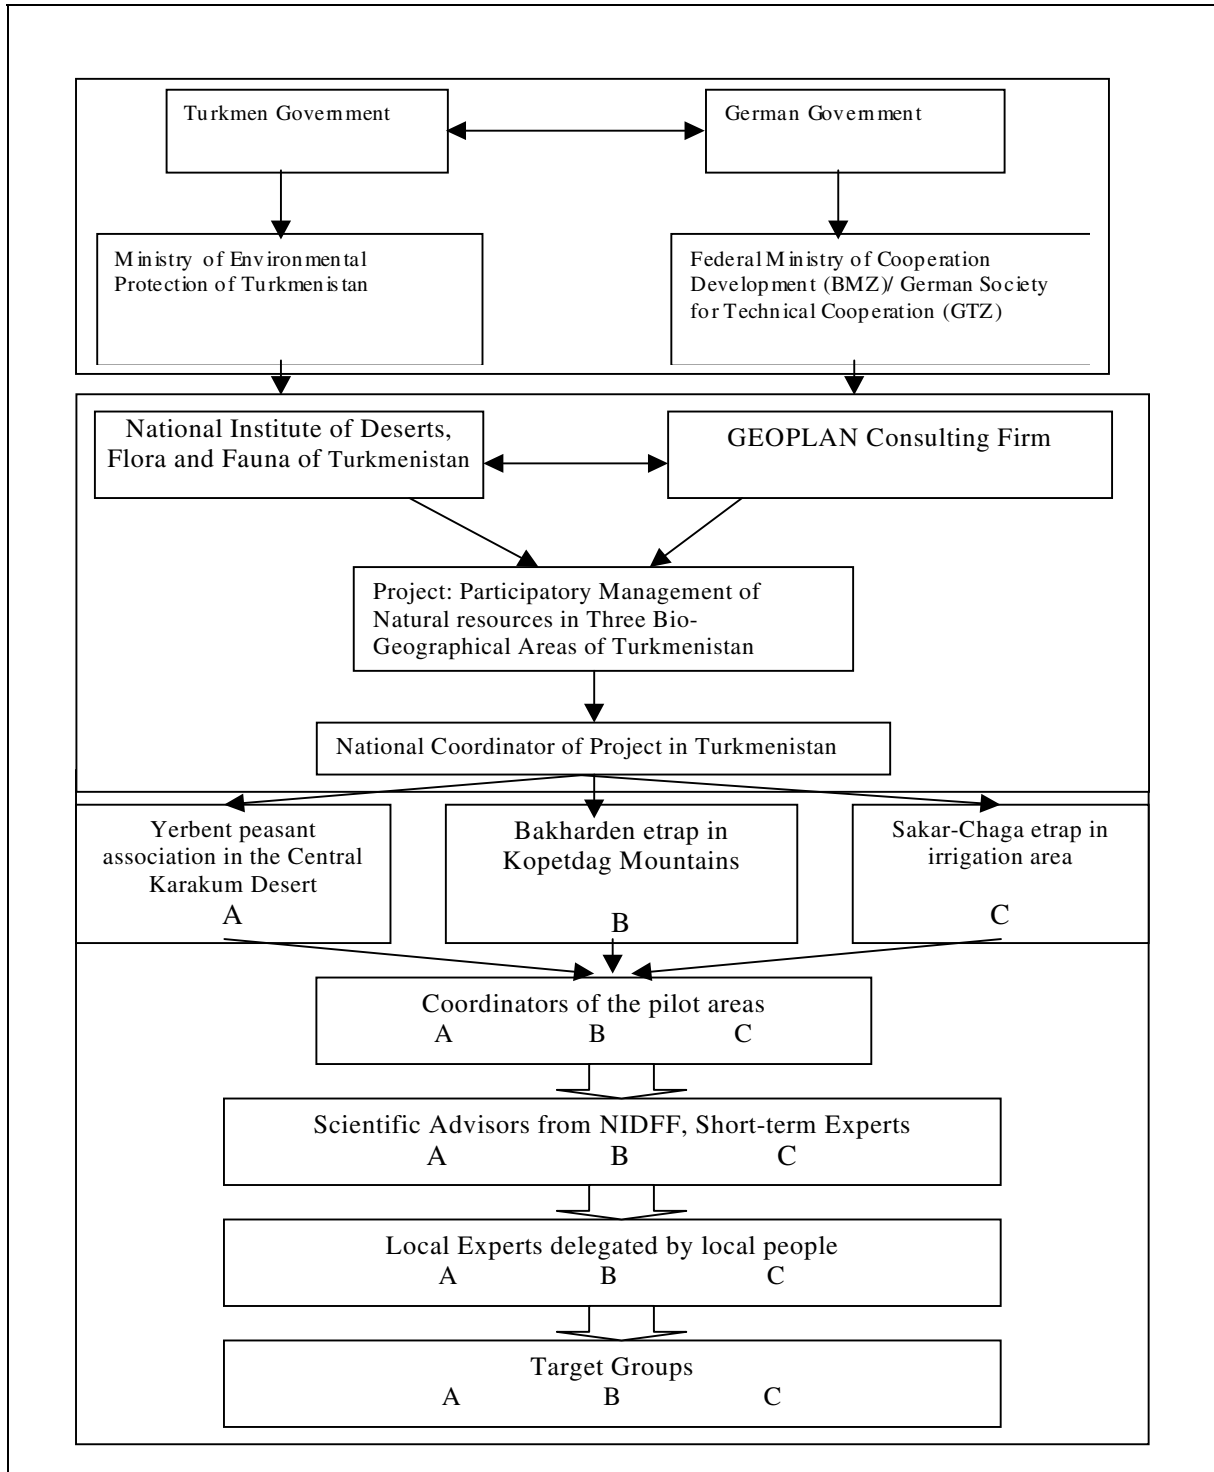 Turkmen Government
German Government
Ministry of Environmental
Protection of Turkmenistan
Federal Ministry of Cooperation
Development (BMZ)/ German Society
for Technical Cooperation (GTZ)
National Institute of Deserts,
Flora and Fauna of Turkmenistan
GEOPLAN Consulting Firm
Project: Participatory Management of
Natural resources in Three Bio-
Geographical Areas of Turkmenistan
National Coordinator of Project in Turkmenistan
Yerbent peasant
association in the Central
Karakum Desert
A
Bakharden etrap in
Kopetdag Mountains
B
Sakar-Chaga etrap in
irrigation area
C
Coordinators of the pilot areas
A B C
Scientific Advisors from NIDFF, Short-term Experts
A B C
Local Experts delegated by local people
A B C
Target Groups
A B C